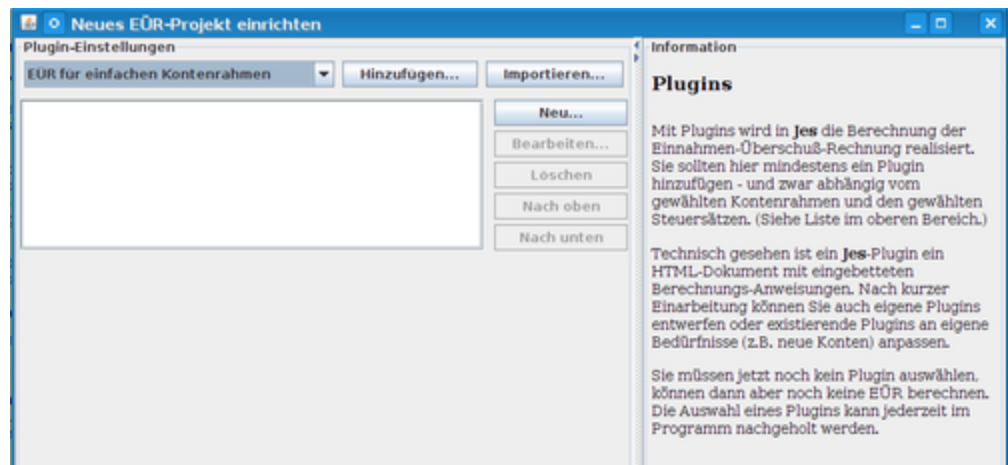 Neues EÜR-Projekt einrichten
Plugin-Einstellungen
EÜR für einfachen Kontenrahmen
Hinzufügen...
Importieren...
Neu...
Bearbeiten...
Löschen
Nach oben
Nach unten
Information
Plugins
Mit Plugins wird in Jes die Berechnung der
Einnahmen-Überschuß-Rechnung realisiert.
Sie sollten hier mindestens ein Plugin
hinzufügen - und zwar abhängig vom
gewählten Kontenrahmen und den gewählten
Steuersätzen. (Siehe Liste im oberen Bereich.)
Technisch gesehen ist ein Jes-Plugin ein
HTML-Dokument mit eingebetteten
Berechnungs-Anweisungen. Nach kurzer
Einarbeitung können Sie auch eigene Plugins
entwerfen oder existierende Plugins an eigene
Bedürfnisse (z.B. neue Konten) anpassen.
Sie müssen jetzt noch kein Plugin auswählen,
können dann aber noch keine EÜR berechnen.
Die Auswahl eines Plugins kann jederzeit im
Programm nachgeholt werden.